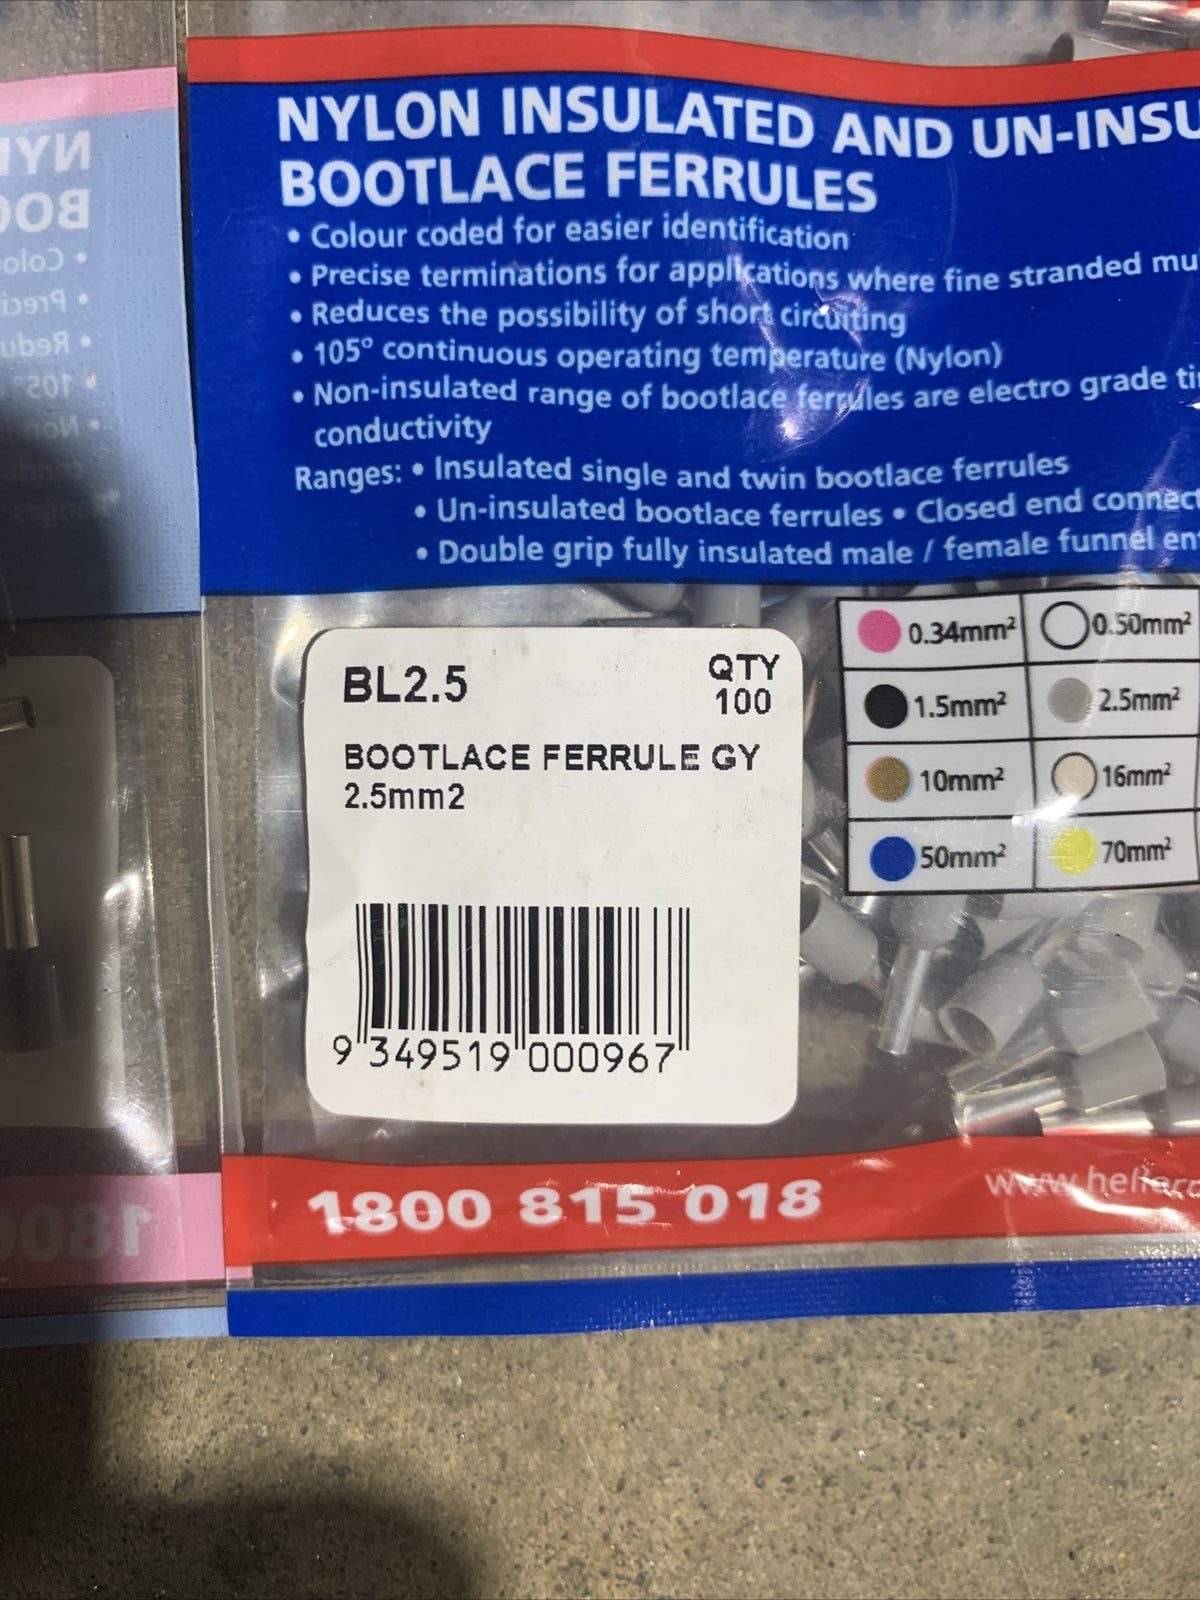 NYLON INSULATED AND UN-INSU
BOOTLACE FERRULES
• Colour coded for easier identification
• Precise terminations for applications where fine stranded mu
• Reduces the possibility of short circuiting
• 105° continuous operating temperature (Nylon)
• Non-insulated range of bootlace ferrules are electro grade ti
conductivity
Ranges: • Insulated single and twin bootlace ferrules
• Un-insulated bootlace ferrules • Closed end connect
• Double grip fully insulated male / female funnel en
BL2.5
QTY
100
BOOTLACE FERRULE GY
2.5mm2
9 349519 000967
0.34mm² 0.50mm²
1.5mm² 2.5mm²
10mm² 16mm²
50mm² 70mm²
1800 815 018